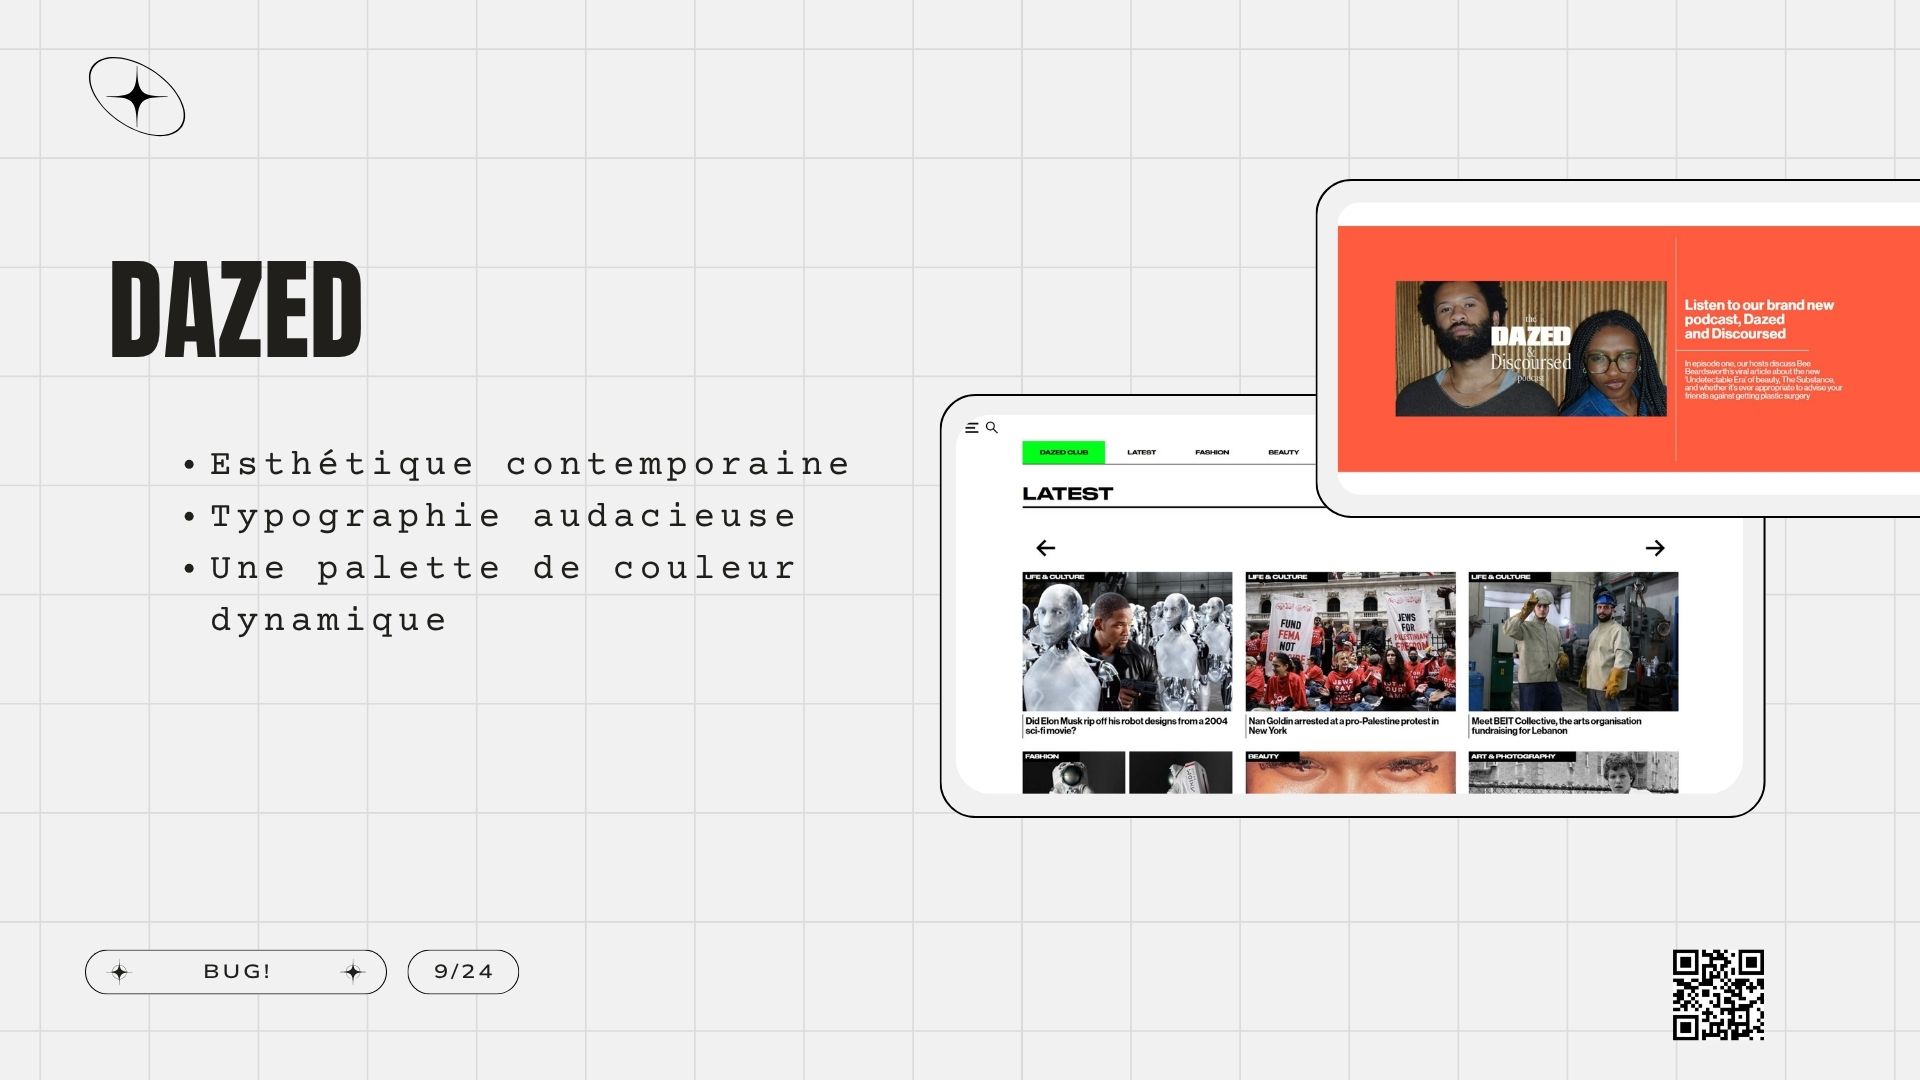 DAZED
• Esthétique contemporaine
• Typographie audacieuse
• Une palette de couleur
dynamique
the
DAZED
&
Discoursed
podcast
Listen to our brand new
podcast, Dazed
and Discoursed
In episode one, our hosts discuss Bee
Beardsworth's viral article about the new
'Undetectable Era' of beauty, The Substance,
and whether it's ever appropriate to advise your
friends against getting plastic surgery
DAZED CLUB LATEST FASHION BEAUTY
LATEST
LIFE & CULTURE
FUND
FEMA
NOT
JEWS
FOR
PALESTINIAN
FREEDOM
JEWS
SAY
Did Elon Musk rip off his robot designs from a 2004
sci-fi movie?
LIFE & CULTURE
Nan Goldin arrested at a pro-Palestine protest in
New York
LIFE & CULTURE
Meet BEIT Collective, the arts organisation
fundraising for Lebanon
FASHION
BEAUTY
ART & PHOTOGRAPHY
BUG!
9/24